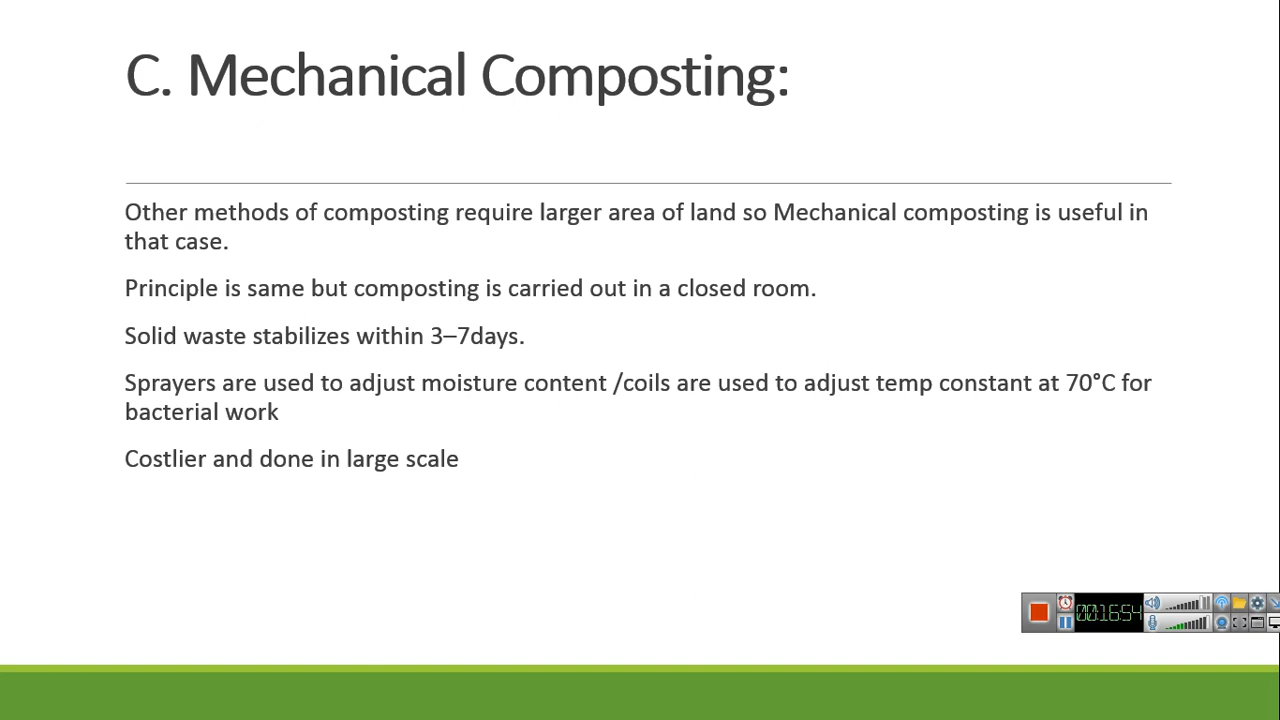 C. Mechanical Composting:
Other methods of composting require larger area of land so Mechanical composting is useful in
that case.
Principle is same but composting is carried out in a closed room.
Solid waste stabilizes within 3–7days.
Sprayers are used to adjust moisture content /coils are used to adjust temp constant at 70°C for
bacterial work
Costlier and done in large scale
00:16:54